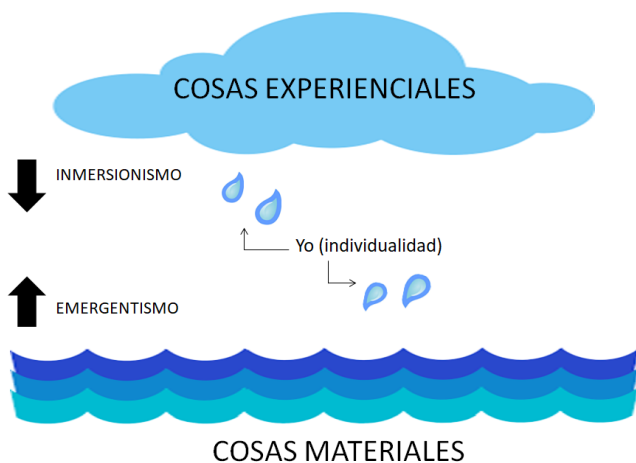 COSAS EXPERIENCIALES
INMERSIONISMO
Yo (individualidad)
EMERGENTISMO
COSAS MATERIALES